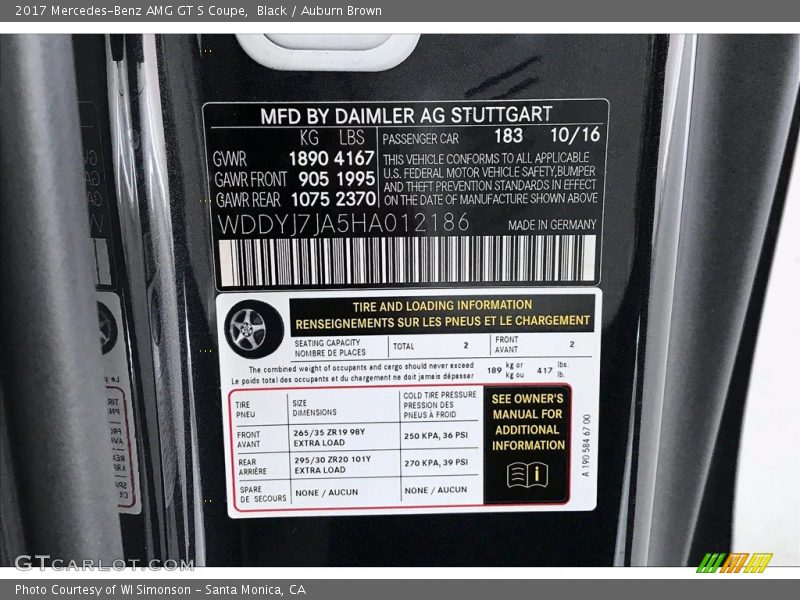 2017 Mercedes-Benz AMG GT S Coupe, Black / Auburn Brown
MFD BY DAIMLER AG STUTTGART
KG LBS
GVWR 1890 4167
GAWR FRONT 905 1995
GAWR REAR 1075 2370
PASSENGER CAR 183 10/16
THIS VEHICLE CONFORMS TO ALL APPLICABLE
U.S. FEDERAL MOTOR VEHICLE SAFETY,BUMPER
AND THEFT PREVENTION STANDARDS IN EFFECT
ON THE DATE OF MANUFACTURE SHOWN ABOVE
WDDYJ7JA5HA012186
MADE IN GERMANY
TIRE AND LOADING INFORMATION
RENSEIGNEMENTS SUR LES PNEUS ET LE CHARGEMENT
SEATING CAPACITY
NOMBRE DE PLACES
TOTAL 2
FRONT
AVANT
2
The combined weight of occupants and cargo should never exceed
Le poids total des occupants et du chargement ne doit jamais dépasser
189 kg or
kg ou
417 lbs.
lb.
TIRE
PNEU
SIZE
DIMENSIONS
COLD TIRE PRESSURE
PRESSION DES
PNEUS À FROID
FRONT
AVANT
265/35 ZR19 98Y
EXTRA LOAD
250 KPA, 36 PSI
REAR
ARRIÈRE
295/30 ZR20 101Y
EXTRA LOAD
270 KPA, 39 PSI
SPARE
DE SECOURS
NONE / AUCUN
NONE / AUCUN
SEE OWNER'S
MANUAL FOR
ADDITIONAL
INFORMATION
i
A 190 584 67 00
GTcarlot.com
Photo Courtesy of WI Simonson - Santa Monica, CA